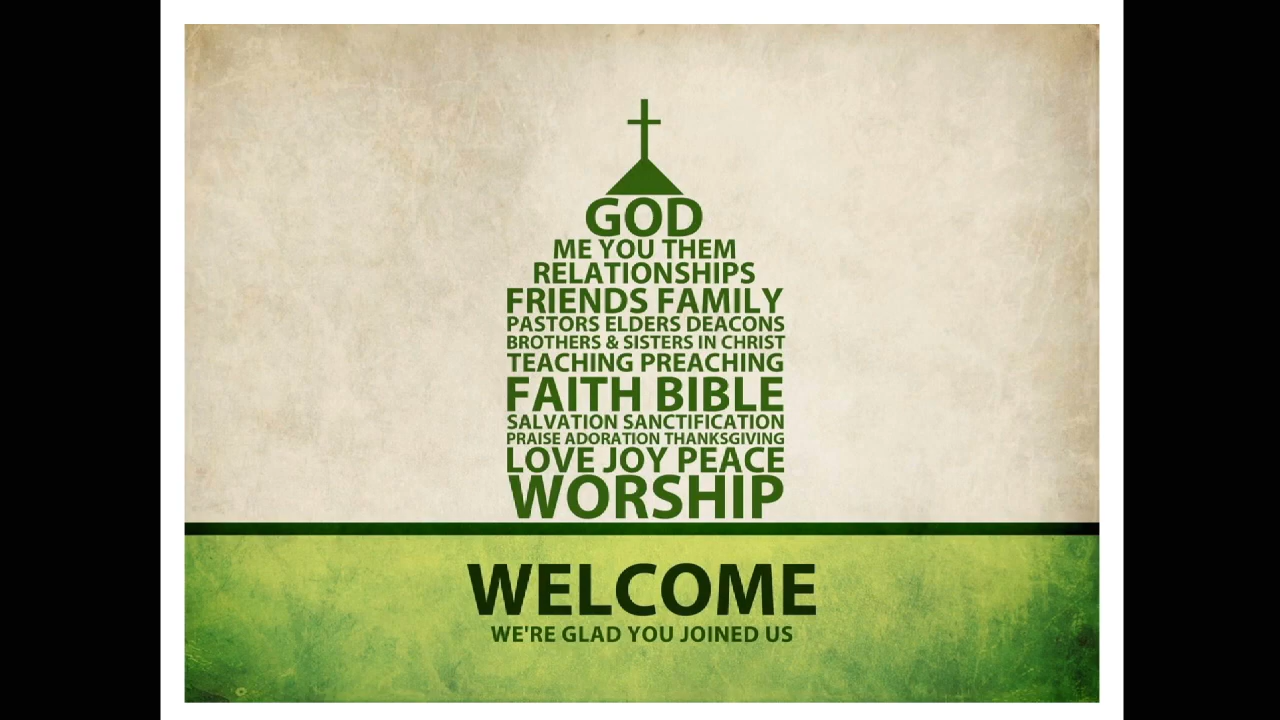 GOD
ME YOU THEM
RELATIONSHIPS
FRIENDS FAMILY
PASTORS ELDERS DEACONS
BROTHERS & SISTERS IN CHRIST
TEACHING PREACHING
FAITH BIBLE
SALVATION SANCTIFICATION
PRAISE ADORATION THANKSGIVING
LOVE JOY PEACE
WORSHIP
WELCOME
WE'RE GLAD YOU JOINED US